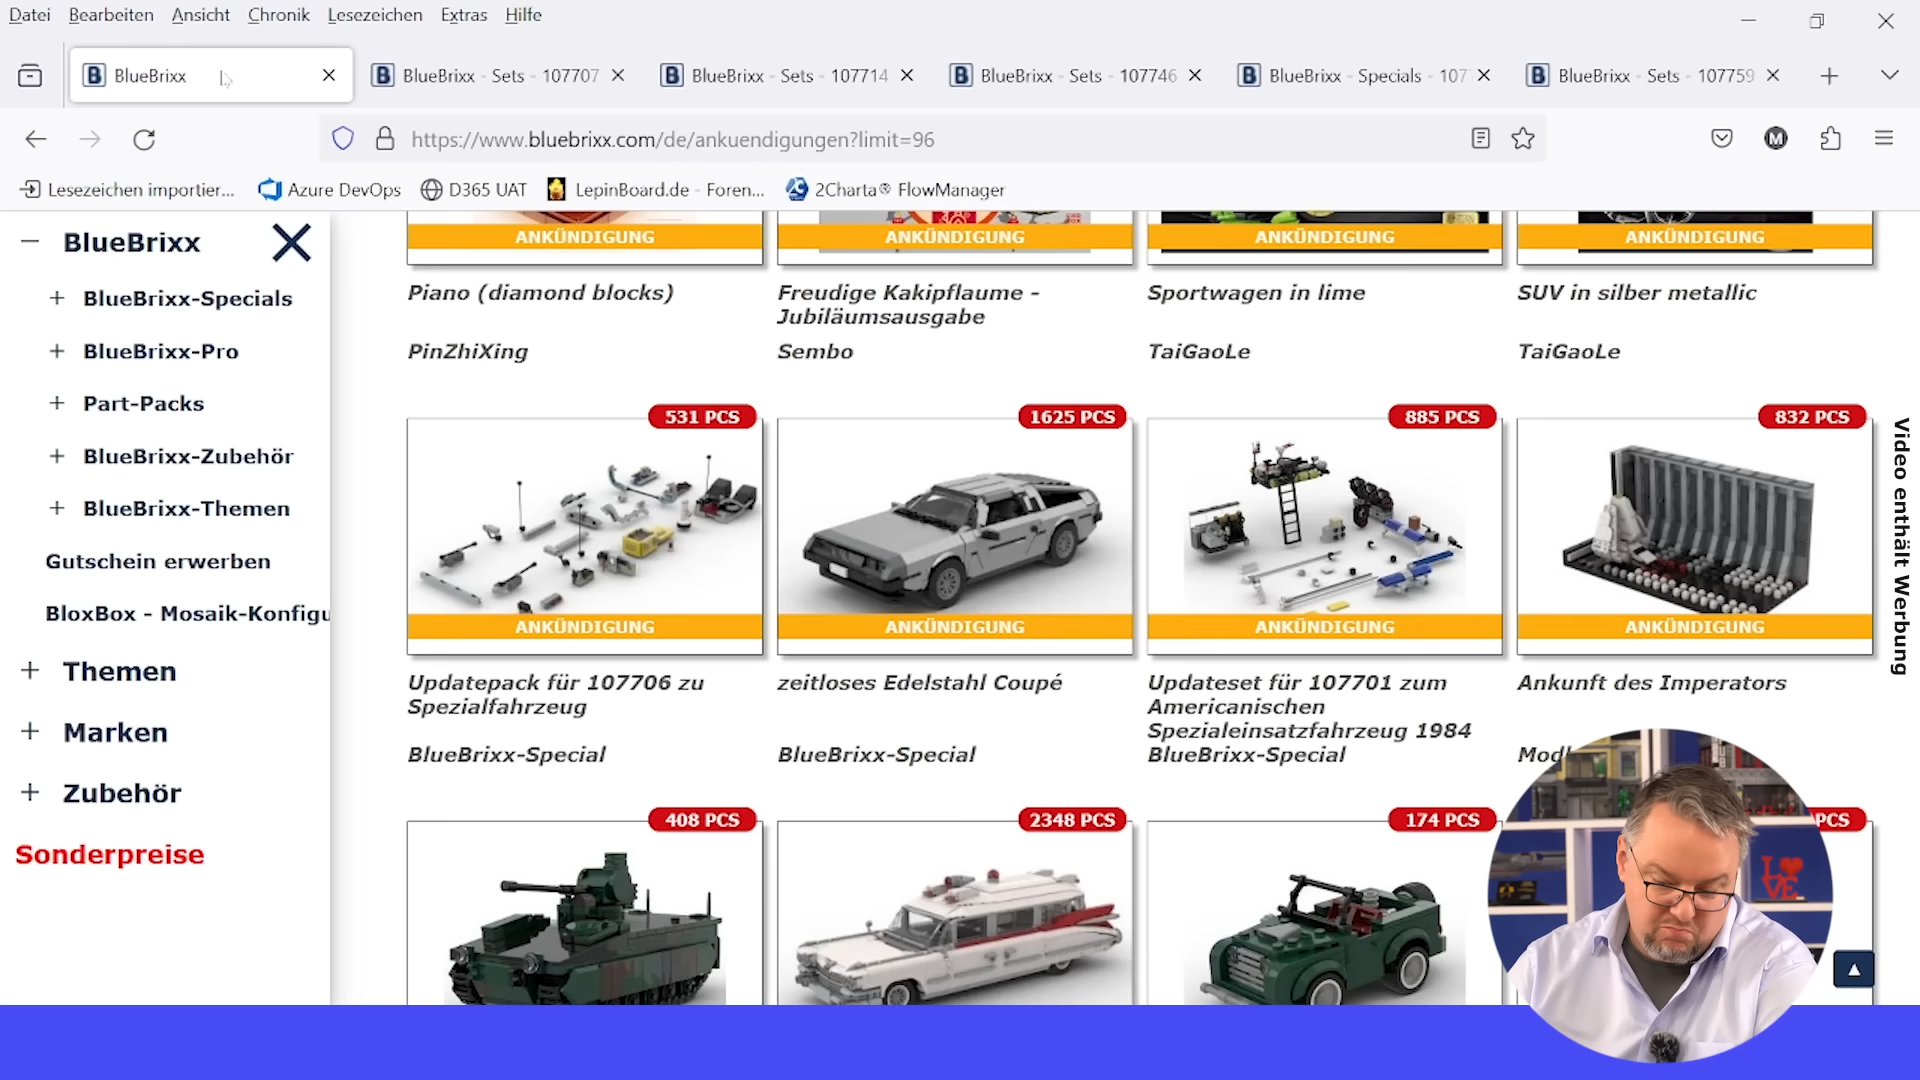 Datei Bearbeiten Ansicht Chronik Lesezeichen Extras Hilfe
BlueBrixx
BlueBrixx - Sets - 107707
BlueBrixx - Sets - 107714
BlueBrixx - Sets - 107746
BlueBrixx - Specials - 107
BlueBrixx - Sets - 107759
https://www.bluebrixx.com/de/ankuendigungen?limit=96
Lesezeichen importier...
Azure DevOps
D365 UAT
LepinBoard.de - Foren...
2Charta® FlowManager
BlueBrixx
BlueBrixx-Specials
BlueBrixx-Pro
Part-Packs
BlueBrixx-Zubehör
BlueBrixx-Themen
Gutschein erwerben
BloxBox - Mosaik-Konfigu
Themen
Marken
Zubehör
Sonderpreise
ANKÜNDIGUNG
ANKÜNDIGUNG
ANKÜNDIGUNG
ANKÜNDIGUNG
Piano (diamond blocks)
PinZhiXing
Freudige Kakipflaume -
Jubiläumsausgabe
Sembo
Sportwagen in lime
TaiGaoLe
SUV in silber metallic
TaiGaoLe
531 PCS
1625 PCS
885 PCS
832 PCS
ANKÜNDIGUNG
ANKÜNDIGUNG
ANKÜNDIGUNG
ANKÜNDIGUNG
Updatepack für 107706 zu
Spezialfahrzeug
BlueBrixx-Special
zeitloses Edelstahl Coupé
BlueBrixx-Special
Updateset für 107701 zum
Americanischen
Spezialeinsatzfahrzeug 1984
BlueBrixx-Special
Ankunft des Imperators
408 PCS
2348 PCS
174 PCS
PCS
Video enthält Werbung
LOVE